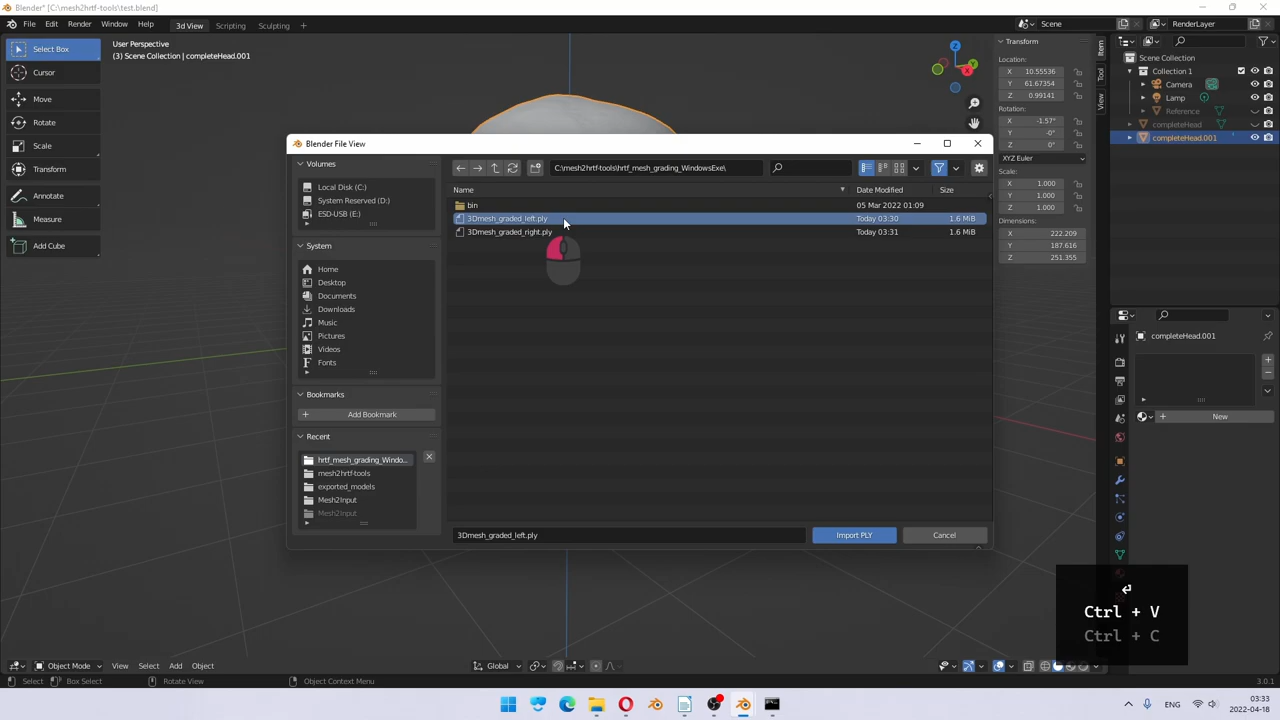 Blender* [C:\mesh2hrtf-tools\test.blend]
File Edit Render Window Help 3d View Scripting Sculpting Scene RenderLayer
Select Box
Cursor
Move
Rotate
Scale
Transform
Annotate
Measure
Add Cube
User Perspective
(3) Scene Collection | completeHead.001
Blender File View
Volumes
Local Disk (C:)
System Reserved (D:)
ESD-USB (E:)
System
Home
Desktop
Documents
Downloads
Music
Pictures
Videos
Fonts
Bookmarks
Add Bookmark
Recent
hrtf_mesh_grading_Windo...
mesh2hrtf-tools
exported_models
Mesh2Input
Mesh2Input
C:\mesh2hrtf-tools\hrtf_mesh_grading_WindowsExe\
Name Date Modified Size
bin 05 Mar 2022 01:09
3Dmesh_graded_left.ply Today 03:30 1.6 MiB
3Dmesh_graded_right.ply Today 03:31 1.6 MiB
3Dmesh_graded_left.ply Import PLY Cancel
Transform
Location:
X 10.55536
Y 61.67354
Z 0.99141
Rotation:
X -1.57°
Y -0°
Z 0°
XYZ Euler
Scale:
X 1.000
Y 1.000
Z 1.000
Dimensions:
X 222.209
Y 187.616
Z 251.355
Item
Tool
View
Scene Collection
Collection 1
Camera
Lamp
Reference
completeHead
completeHead.001
completeHead.001
New
Ctrl + V
Ctrl + C
Object Mode View Select Add Object Global
Select Box Select Rotate View Object Context Menu 3.0.1
ENG 03:33
2022-04-18